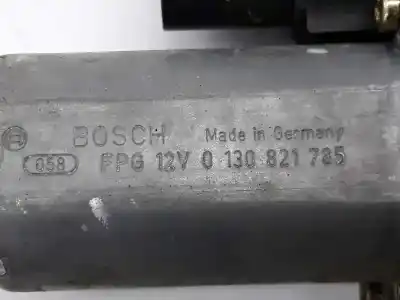 BOSCH Made in Germany
058 FPG 12V 0 130 821 785